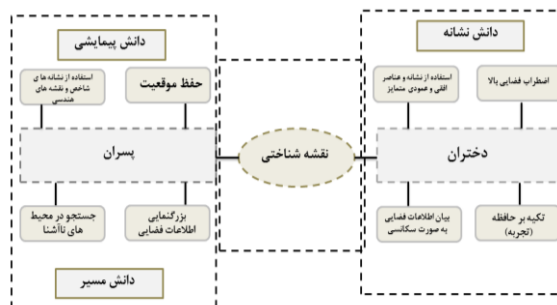 دانش نشانه
اضطراب فضایی بالا
استفاده از نشانه و عناصر
افقی و عمودی متمایز
دختران
تکیه بر حافظه
(تجربه)
بیان اطلاعات فضایی
به صورت سکانسی
نقشه شناختی
دانش پیمایشی
حفظ موقعیت
استفاده از نشانه های
شاخص و نقشه های
هندسی
پسران
بزرگنمایی
اطلاعات فضایی
جستجو در محیط
های ناآشنا
دانش مسیر